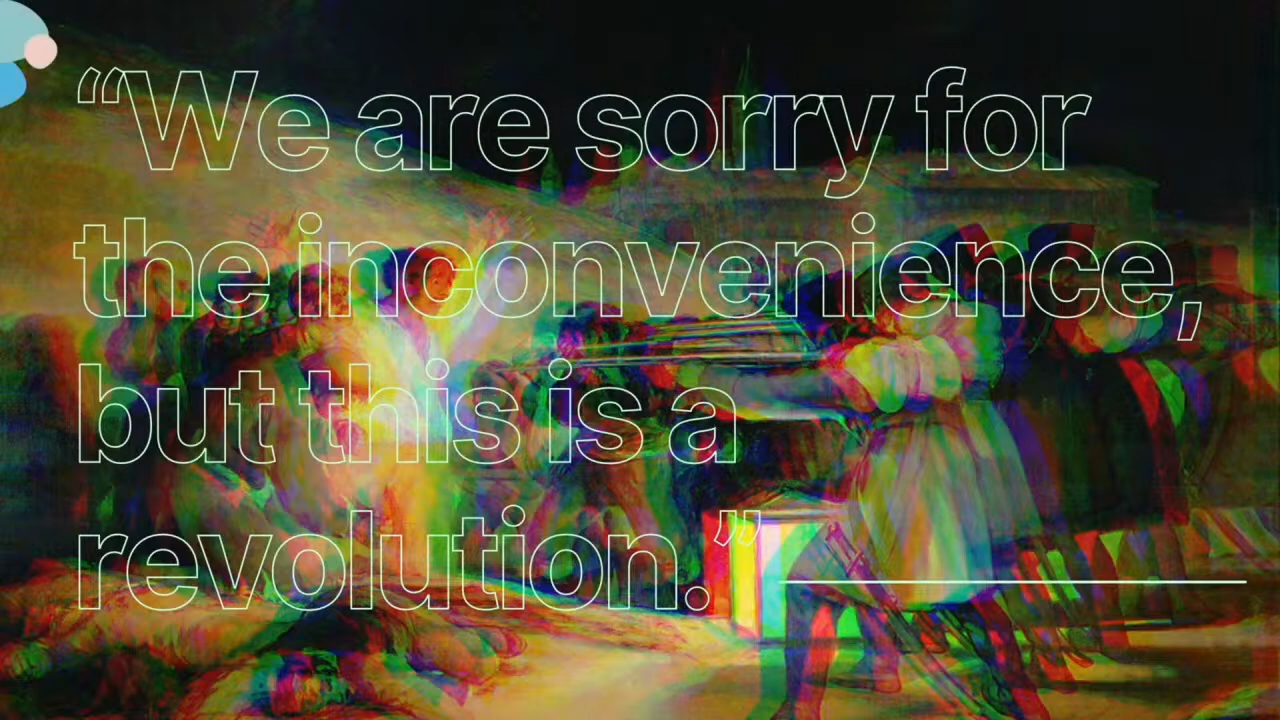 “We are sorry for
the inconvenience,
but this is a
revolution.”